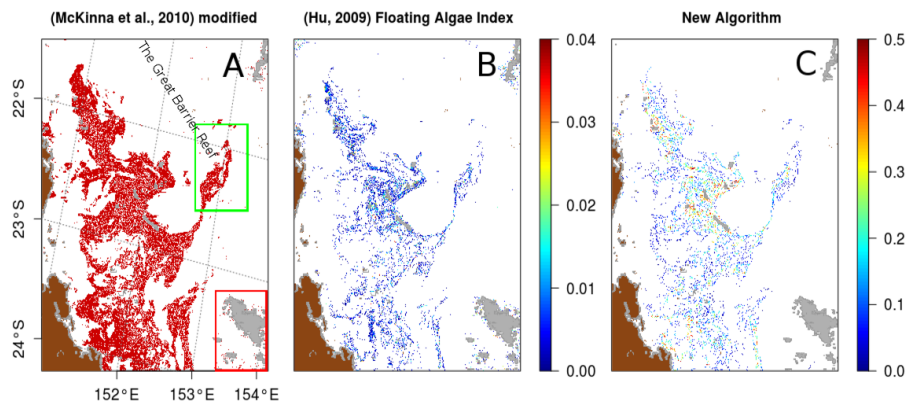 (McKinna et al., 2010) modified
(Hu, 2009) Floating Algae Index
New Algorithm
A
B
C
The Great Barrier Reef
22°S
23°S
24°S
152°E
153°E
154°E
0.04
0.03
0.02
0.01
0.00
0.5
0.4
0.3
0.2
0.1
0.0